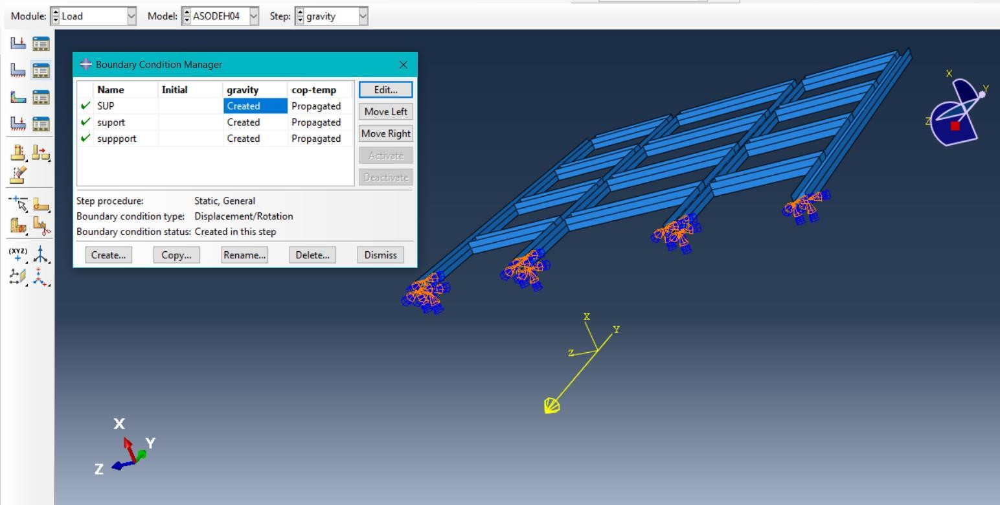 Module: Load Model: ASODEH04 Step: gravity
Boundary Condition Manager
Name Initial gravity cop-temp
SUP Created Propagated
suport Created Propagated
suppport Created Propagated
Edit...
Move Left
Move Right
Activate
Deactivate
Step procedure: Static, General
Boundary condition type: Displacement/Rotation
Boundary condition status: Created in this step
Create... Copy... Rename... Delete... Dismiss
(XYZ)
X
Y
Z
X
Y
Z
X
Y
Z